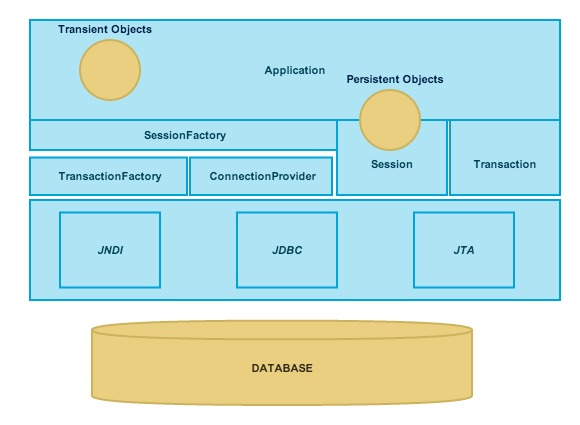 Transient Objects
Application
Persistent Objects
SessionFactory
Session
Transaction
TransactionFactory
ConnectionProvider
JNDI
JDBC
JTA
DATABASE